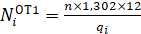 N_i^{OT1} = \frac{n×1,302×12}{q_i}